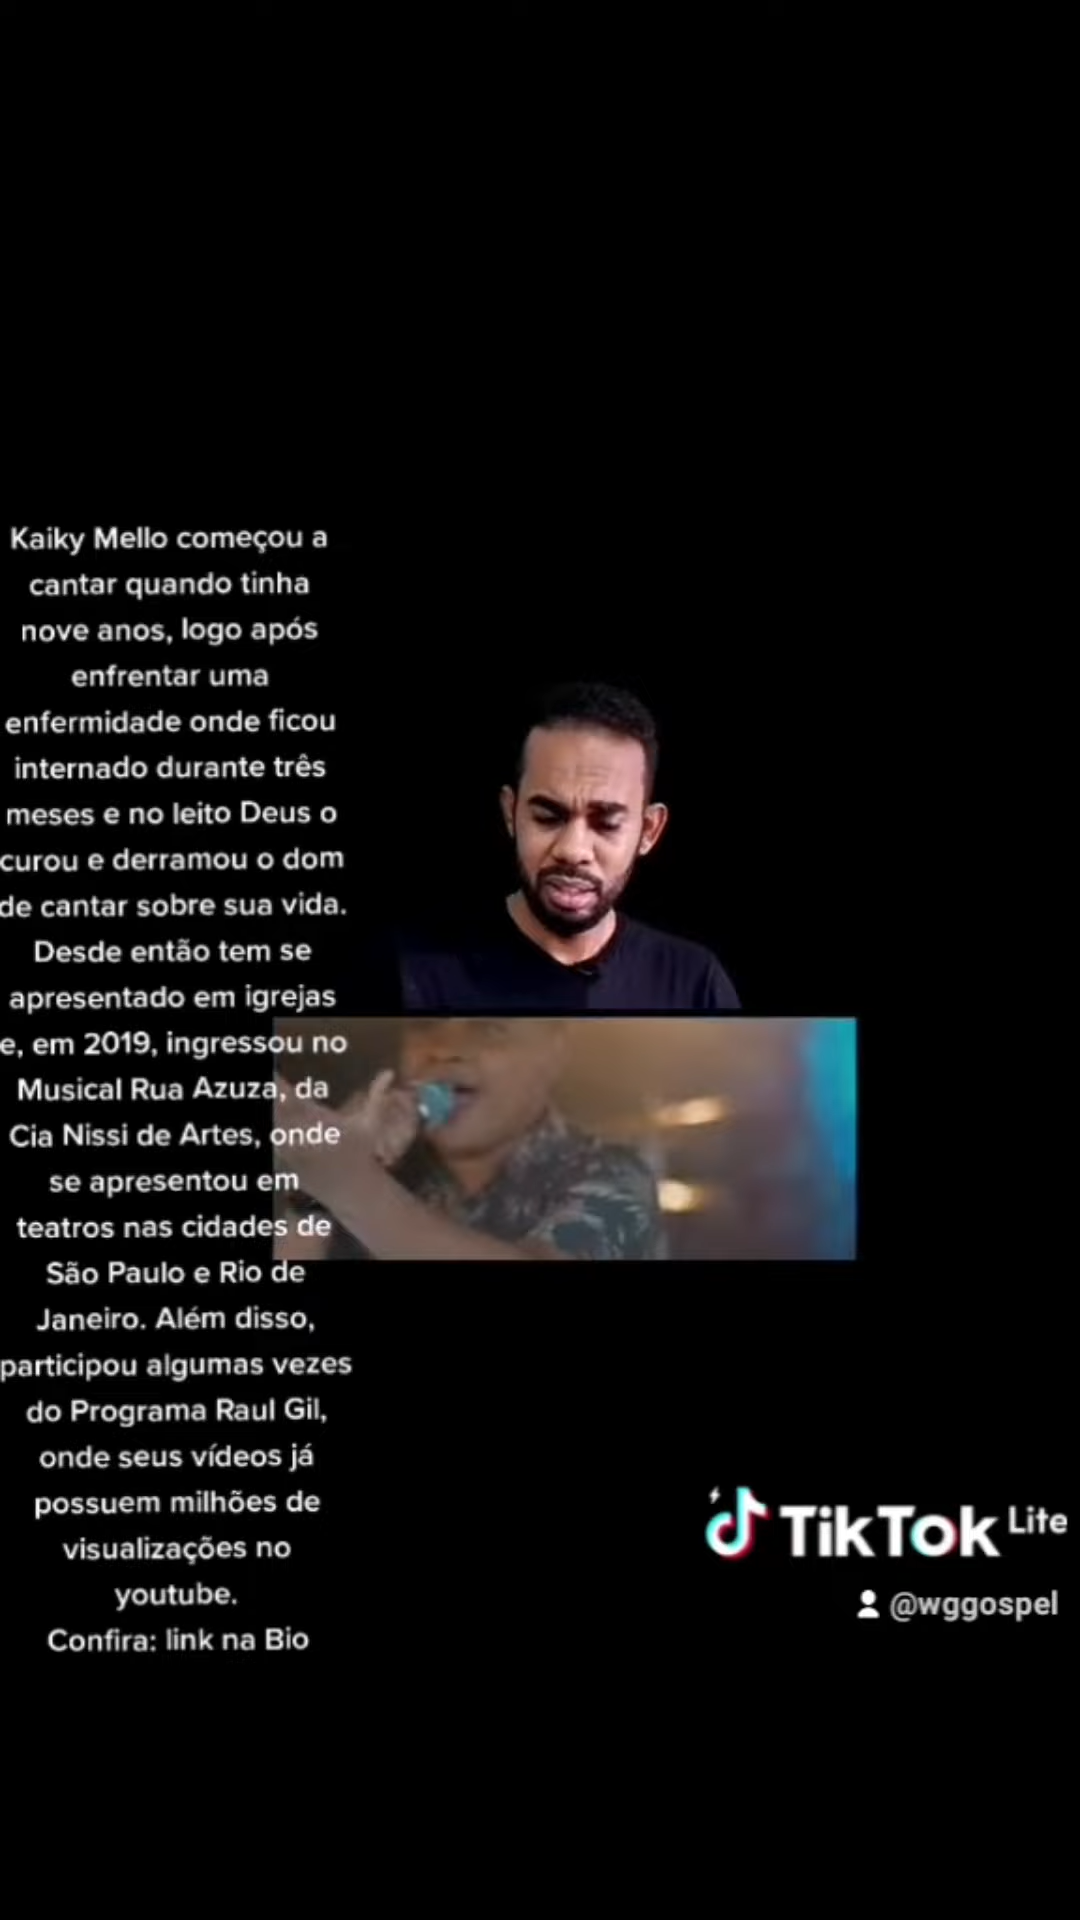 Kaiky Mello começou a
cantar quando tinha
nove anos, logo após
enfrentar uma
enfermidade onde ficou
internado durante três
meses e no leito Deus o
curou e derramou o dom
de cantar sobre sua vida.
Desde então tem se
apresentado em igrejas
e, em 2019, ingressou no
Musical Rua Azuza, da
Cia Nissi de Artes, onde
se apresentou em
teatros nas cidades de
São Paulo e Rio de
Janeiro. Além disso,
participou algumas vezes
do Programa Raul Gil,
onde seus vídeos já
possuem milhões de
visualizações no
youtube.
Confira: link na Bio
TikTok Lite
@wggospel